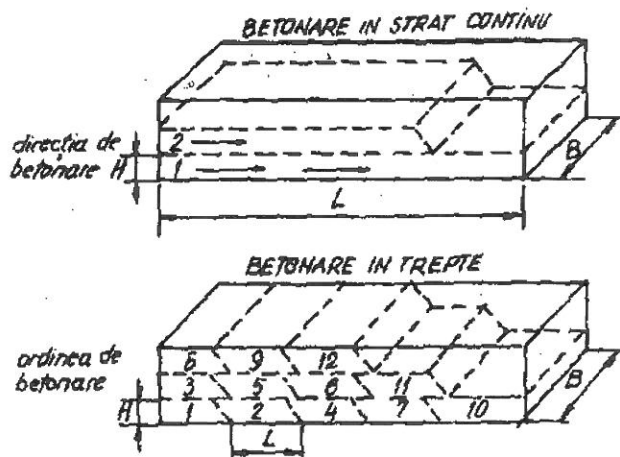 BETONARE IN STRAT CONTINU
direcția de
betonare H
2
1
B
L
BETONARE IN TREPTE
ordinea de
betonare
6 9 12
3 5 8 11
H 1 2 4 7 10
B
L